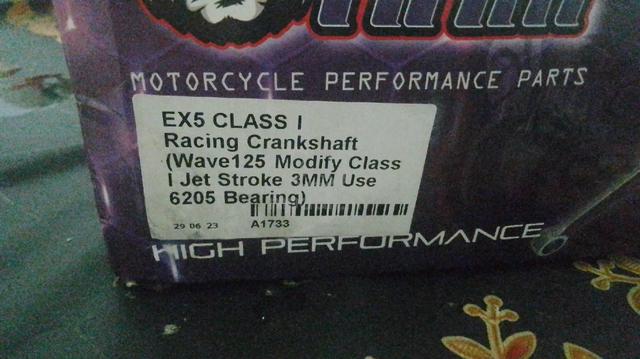 MOTORCYCLE PERFORMANCE PARTS
EX5 CLASS I
Racing Crankshaft
(Wave125 Modify Class
I Jet Stroke 3MM Use
6205 Bearing)
29 06 23 A1733
HIGH PERFORMANCE